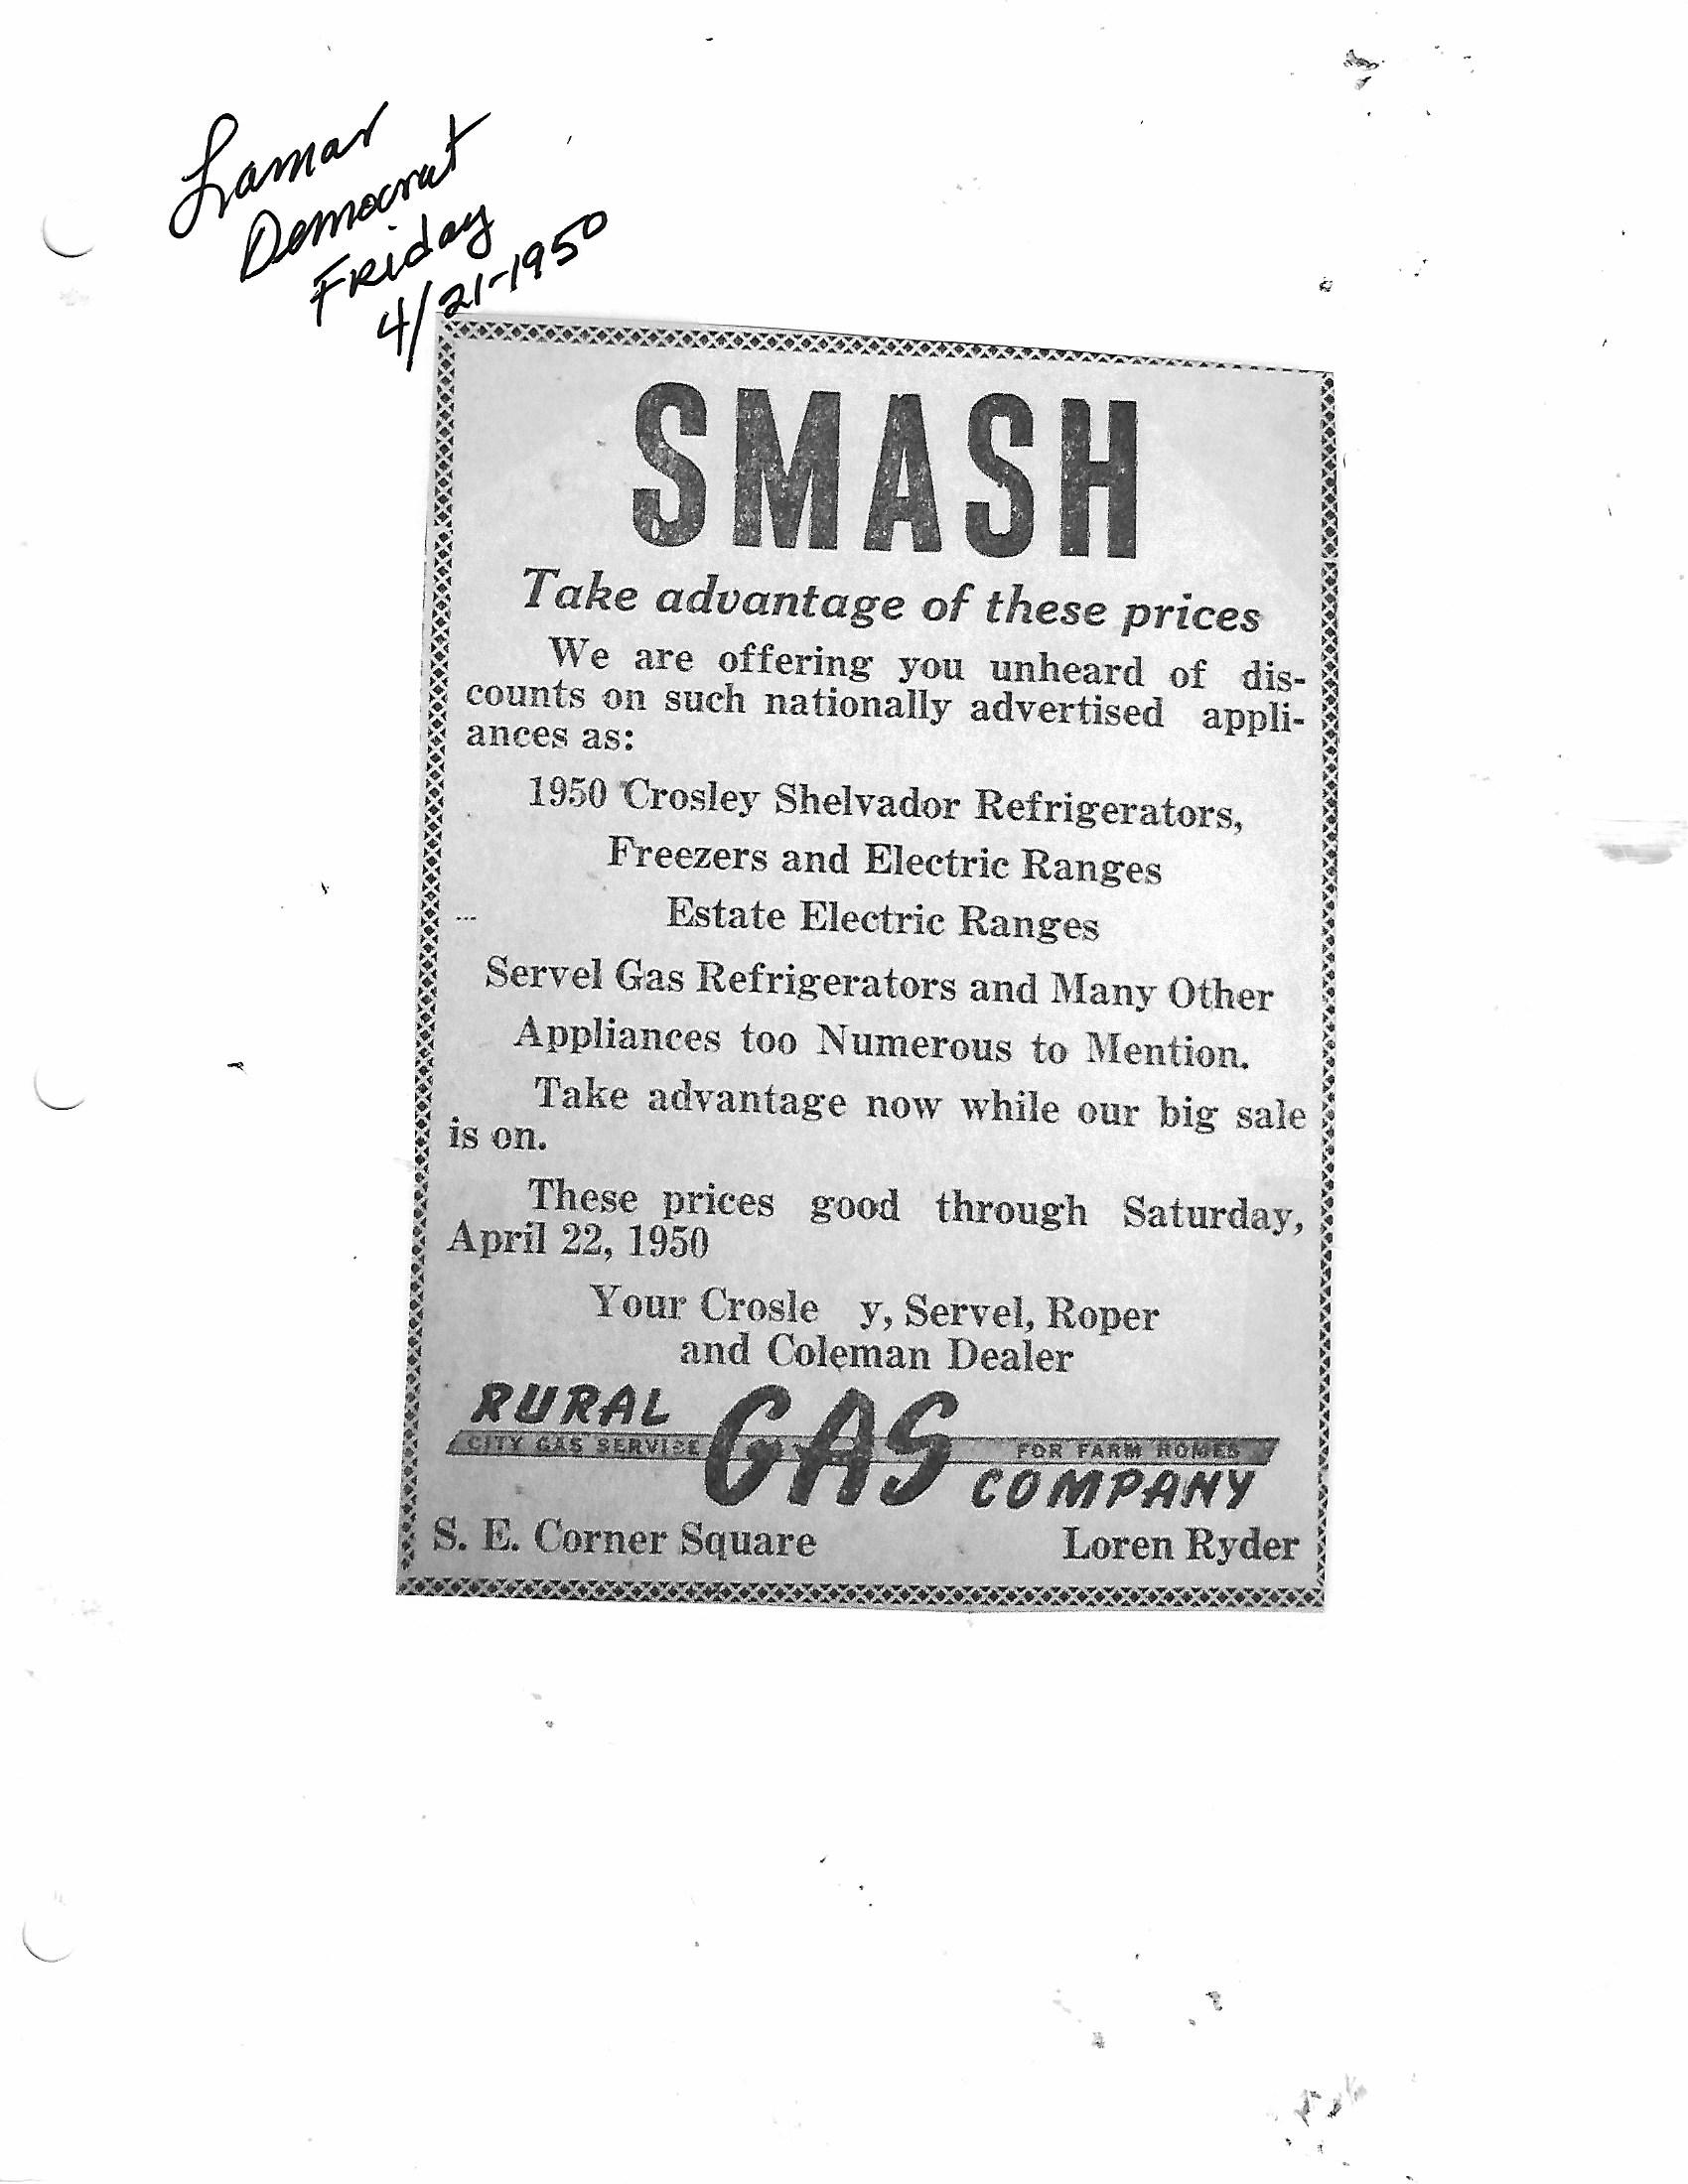 Lamar
Democrat
Friday
4/21-1950
SMASH
Take advantage of these prices
We are offering you unheard of dis-
counts on such nationally advertised appli-
ances as:
1950 Crosley Shelvador Refrigerators,
Freezers and Electric Ranges
Estate Electric Ranges
Servel Gas Refrigerators and Many Other
Appliances too Numerous to Mention.
Take advantage now while our big sale
is on.
These prices good through Saturday,
April 22, 1950
Your Crosle y, Servel, Roper
and Coleman Dealer
RURAL GAS COMPANY
CITY GAS SERVICE FOR FARM HOMES
S. E. Corner Square Loren Ryder